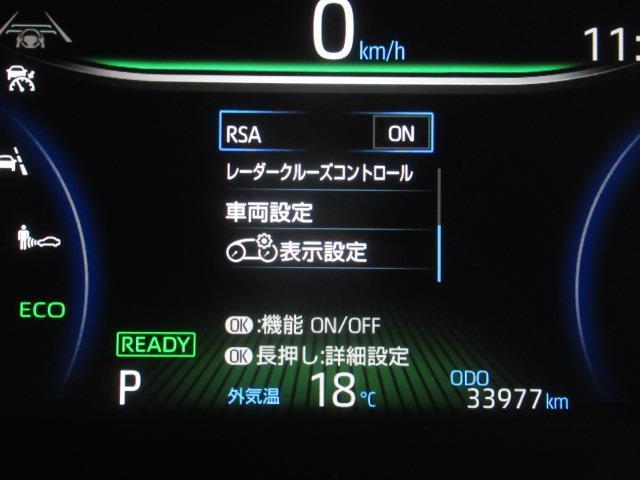 0 km/h
11:
RSA ON
レーダークルーズコントロール
車両設定
表示設定
ECO
OK:機能 ON/OFF
READY
OK長押し:詳細設定
P
外気温 18℃
ODO
33977 km